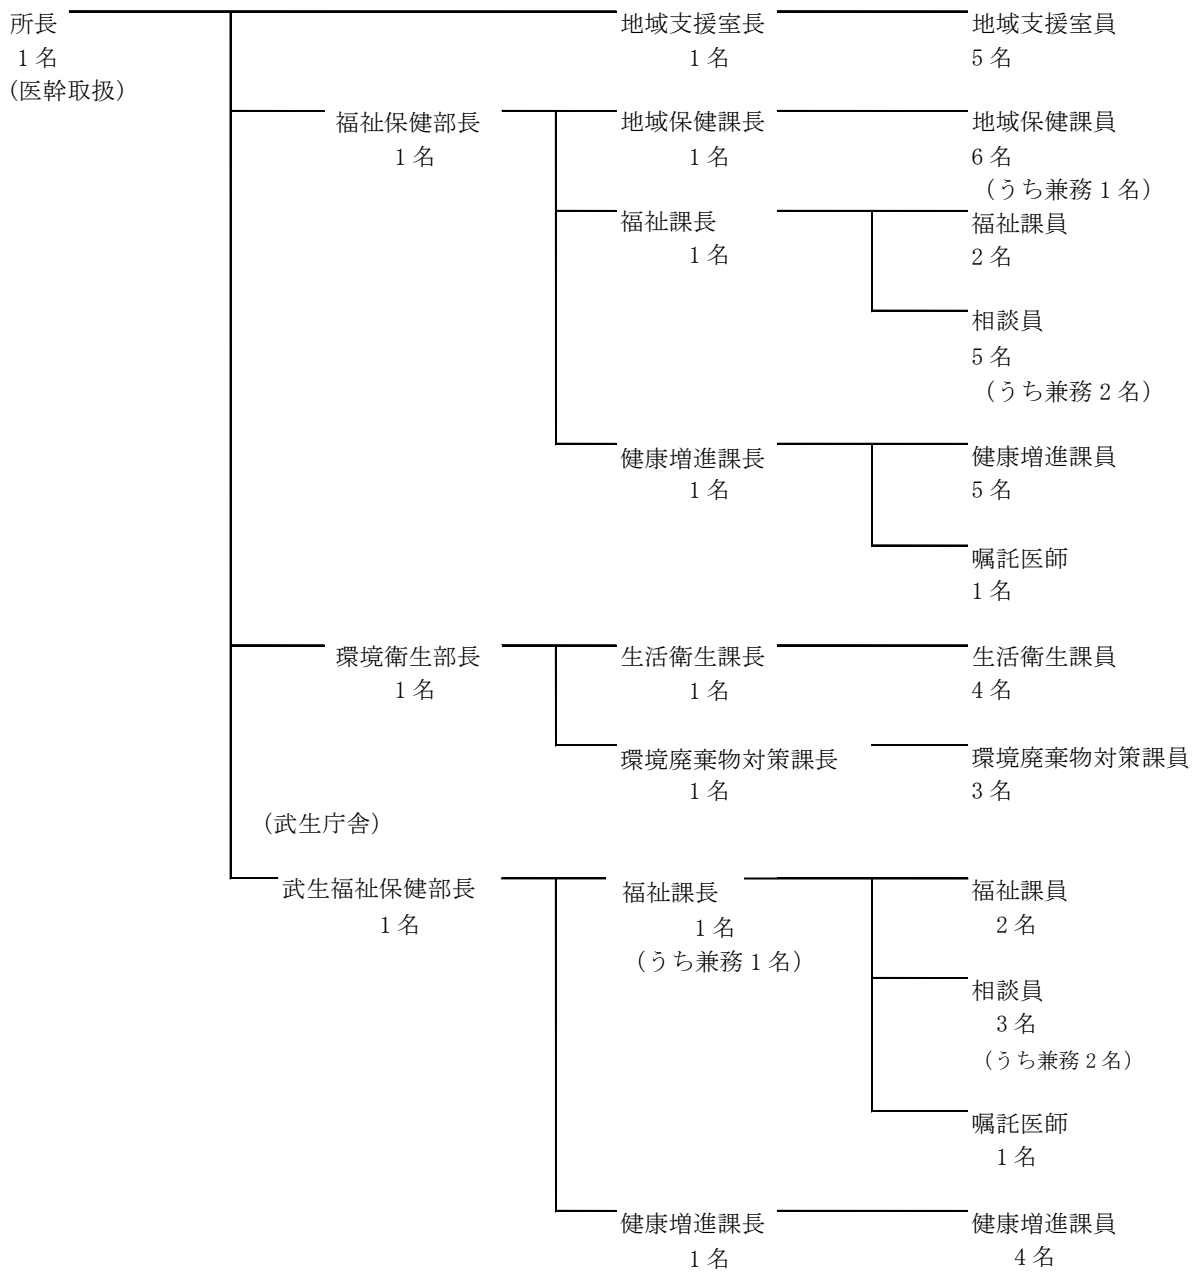 所長 地域支援室長 地域支援室員
1名 1名 5名
(医幹取扱)
福祉保健部長 地域保健課長 地域保健課員
1名 1名 6名
(うち兼務1名)
福祉課長 福祉課員
1名 2名
相談員
5名
(うち兼務2名)
健康増進課長 健康増進課員
1名 5名
嘱託医師
1名
環境衛生部長 生活衛生課長 生活衛生課員
1名 1名 4名
環境廃棄物対策課長 環境廃棄物対策課員
1名 3名
(武生庁舎)
武生福祉保健部長 福祉課長 福祉課員
1名 1名 2名
(うち兼務1名)
相談員
3名
(うち兼務2名)
嘱託医師
1名
健康増進課長 健康増進課員
1名 4名